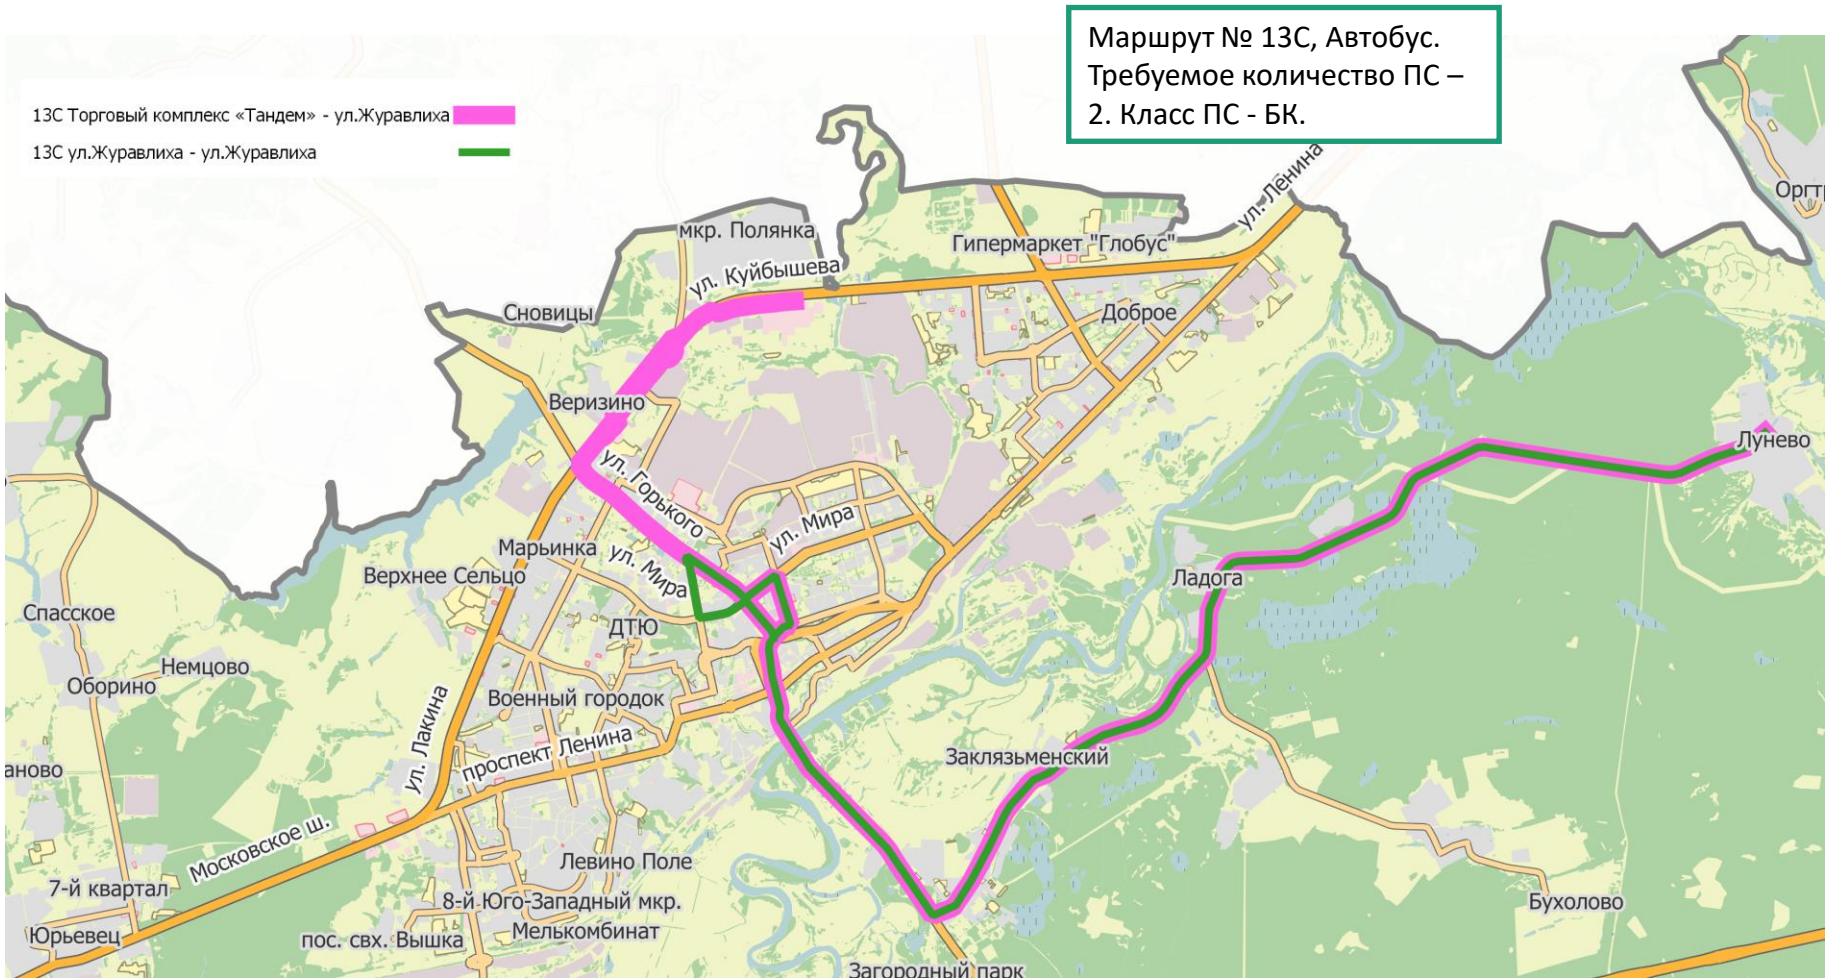 Маршрут № 13С, Автобус.
Требуемое количество ПС –
2. Класс ПС - БК.
13С Торговый комплекс «Тандем» - ул.Журавлиха
13С ул.Журавлиха - ул.Журавлиха
ул. Ленина
Оргтр
мкр. Полянка
Гипермаркет "Глобус"
ул. Куйбышева
Сновицы
Доброе
Веризино
Лунево
ул. Горького
ул. Мира
Марьинка
ул. Мира
Верхнее Сельцо
Ладога
Спасское
ДТЮ
Немцово
Оборино
Военный городок
ул. Лакина
проспект Ленина
Заклязьменский
аново
Московское ш.
Левино Поле
7-й квартал
8-й Юго-Западный мкр.
Бухолово
Мелькомбинат
Юрьевец
пос. свх. Вышка
Загородный парк